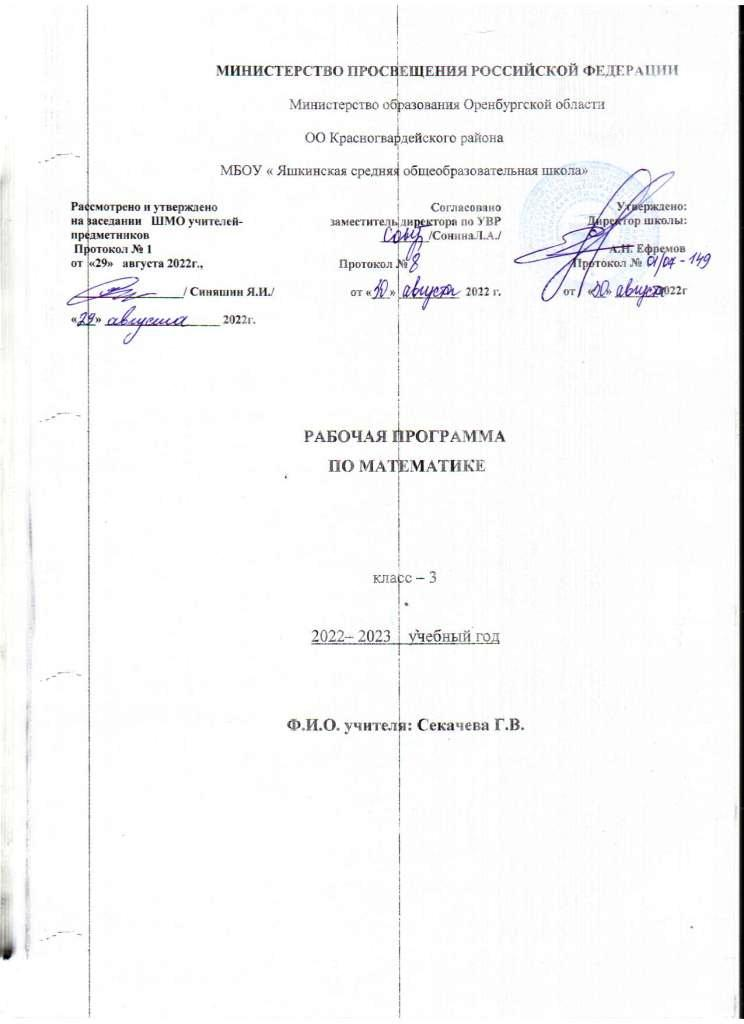 МИНИСТЕРСТВО ПРОСВЕЩЕНИЯ РОССИЙСКОЙ ФЕДЕРАЦИИ
Министерство образования Оренбургской области
ОО Красногвардейского района
МБОУ « Яшкинская средняя общеобразовательная школа»
Рассмотрено и утверждено
на заседании ШМО учителей-
предметников
Протокол № 1
от «29» августа 2022г.,
/ Синяшин Я.И./
«29» августа 2022г.
Согласовано
заместитель директора по УВР
/СонинаЛ.А./
Протокол № 8
от «30» августа 2022 г.
Утверждено:
Директор школы:
А.Н. Ефремов
Протокол № 01/07-149
от «30» августа 2022г
РАБОЧАЯ ПРОГРАММА
ПО МАТЕМАТИКЕ
класс – 3
2022– 2023 учебный год
Ф.И.О. учителя: Секачева Г.В.